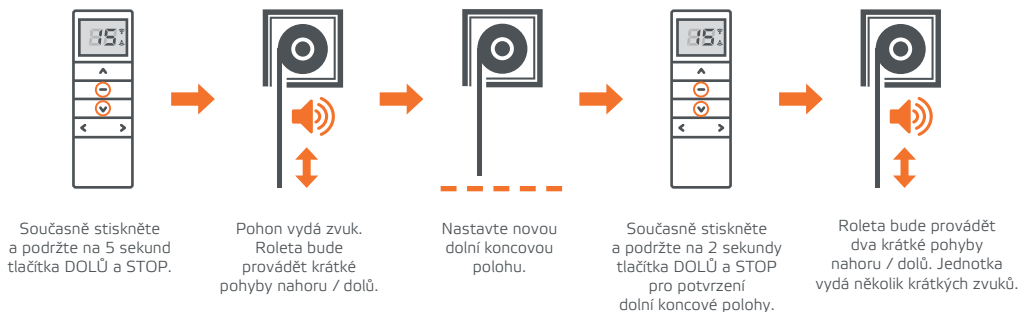 15
15
Současně stiskněte
a podržte na 5 sekund
tlačítka DOLŮ a STOP.
Pohon vydá zvuk.
Roleta bude
provádět krátké
pohyby nahoru / dolů.
Nastavte novou
dolní koncovou
polohu.
Současně stiskněte
a podržte na 2 sekundy
tlačítka DOLŮ a STOP
pro potvrzení
dolní koncové polohy.
Roleta bude provádět
dva krátké pohyby
nahoru / dolů. Jednotka
vydá několik krátkých zvuků.